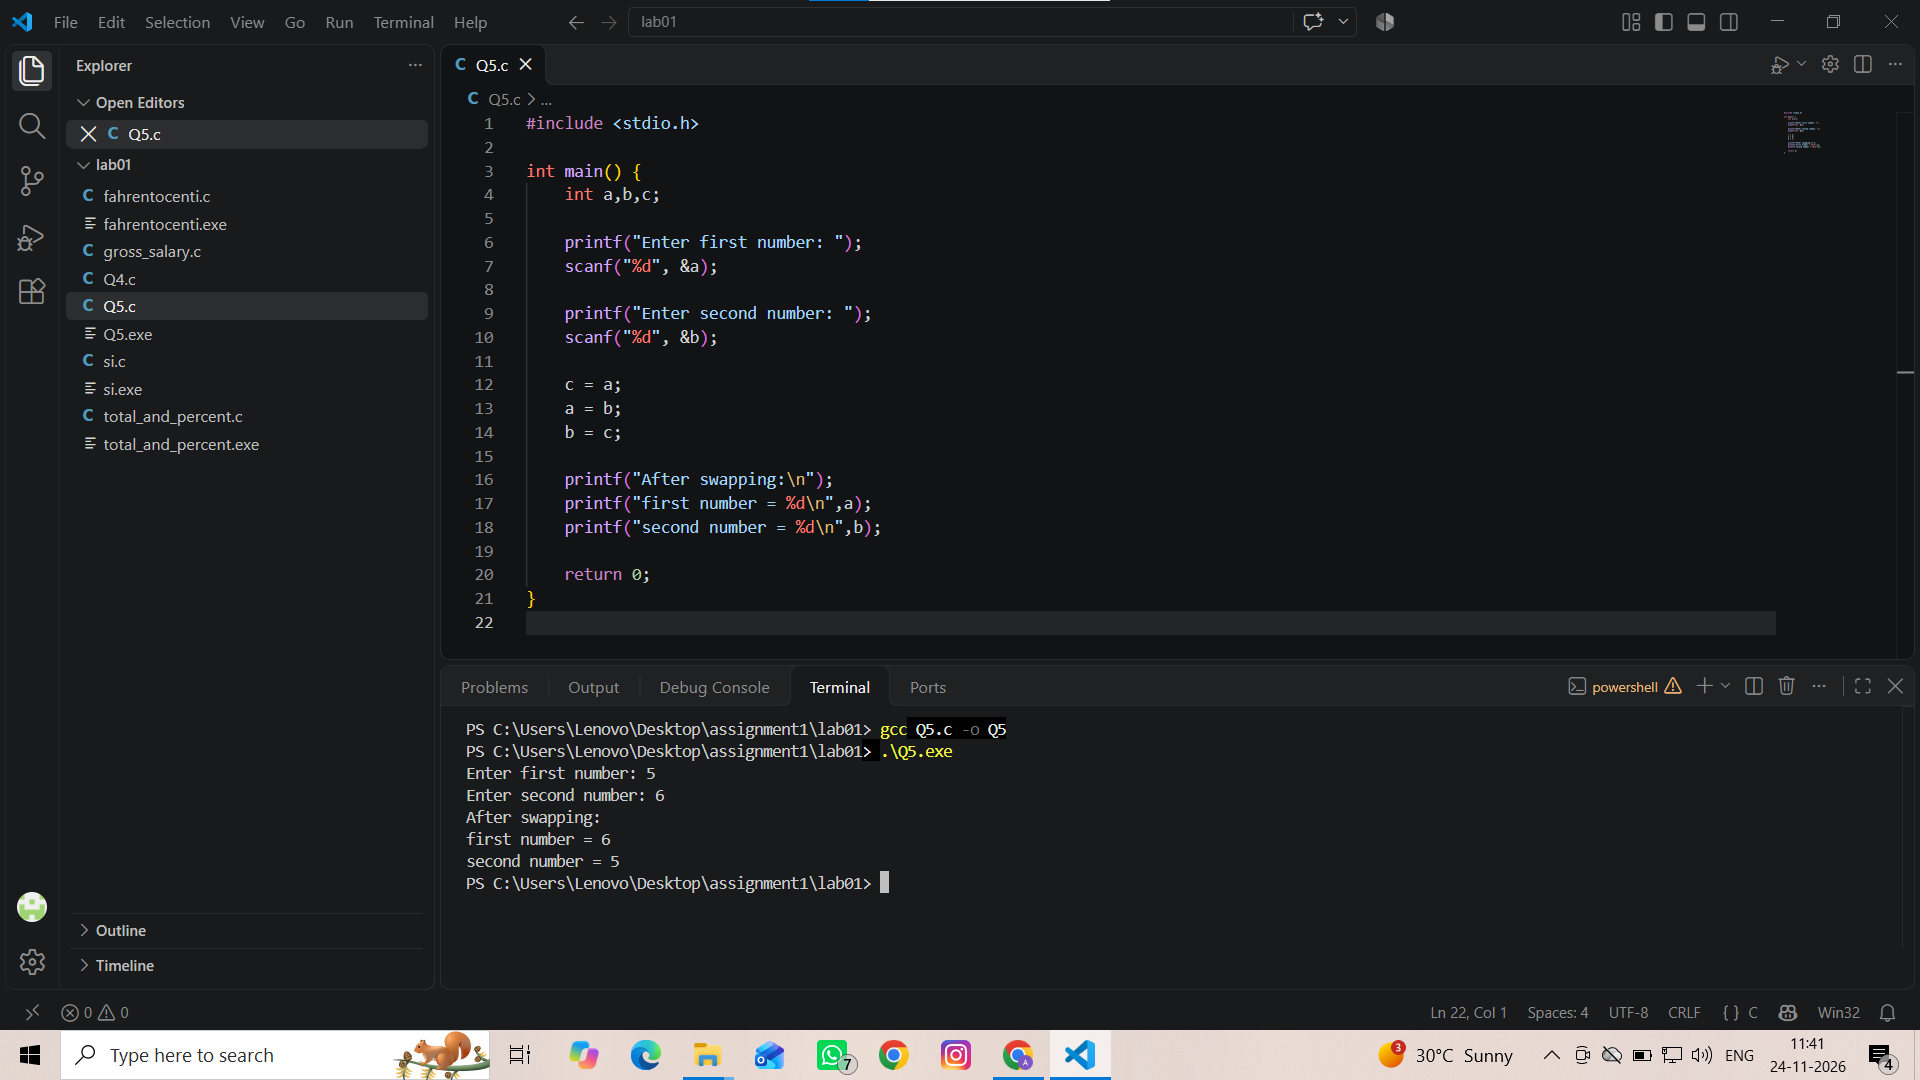 File Edit Selection View Go Run Terminal Help
lab01
Explorer
Open Editors
Q5.c
lab01
C fahrentocenti.c
fahrentocenti.exe
C gross_salary.c
C Q4.c
C Q5.c
Q5.exe
C si.c
si.exe
C total_and_percent.c
total_and_percent.exe
Outline
Timeline
C Q5.c
C Q5.c > ...
1 #include <stdio.h>
2
3 int main() {
4 int a,b,c;
5
6 printf("Enter first number: ");
7 scanf("%d", &a);
8
9 printf("Enter second number: ");
10 scanf("%d", &b);
11
12 c = a;
13 a = b;
14 b = c;
15
16 printf("After swapping:\n");
17 printf("first number = %d\n",a);
18 printf("second number = %d\n",b);
19
20 return 0;
21 }
22
Problems Output Debug Console Terminal Ports
powershell
PS C:\Users\Lenovo\Desktop\assignment1\lab01> gcc Q5.c -o Q5
PS C:\Users\Lenovo\Desktop\assignment1\lab01> .\Q5.exe
Enter first number: 5
Enter second number: 6
After swapping:
first number = 6
second number = 5
PS C:\Users\Lenovo\Desktop\assignment1\lab01>
0 0
Ln 22, Col 1 Spaces: 4 UTF-8 CRLF { } C Win32
Type here to search
7
3
30°C Sunny
ENG
11:41
24-11-2026
4